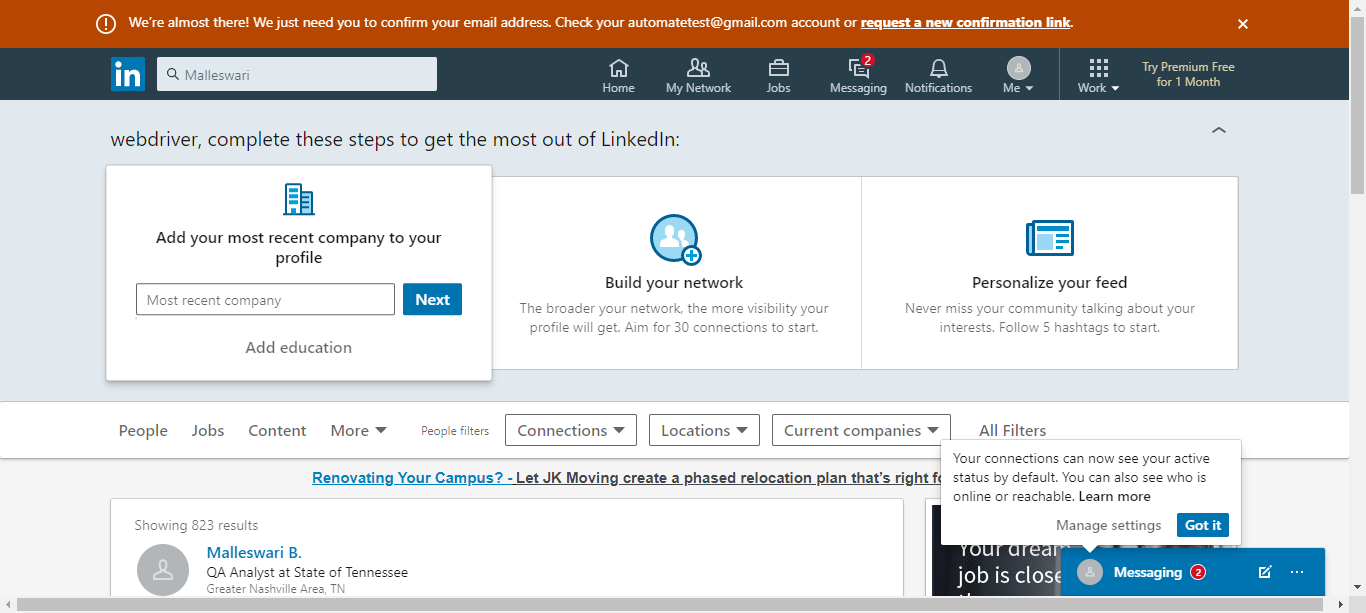 We're almost there! We just need you to confirm your email address. Check your automatetest@gmail.com account or request a new confirmation link.
in
Malleswari
Home
My Network
Jobs
2
Messaging
Notifications
Me
Work
Try Premium Free
for 1 Month
webdriver, complete these steps to get the most out of LinkedIn:
Add your most recent company to your
profile
Most recent company
Next
Add education
Build your network
The broader your network, the more visibility your
profile will get. Aim for 30 connections to start.
Personalize your feed
Never miss your community talking about your
interests. Follow 5 hashtags to start.
People
Jobs
Content
More
People filters
Connections
Locations
Current companies
All Filters
Renovating Your Campus? - Let JK Moving create a phased relocation plan that's right
Your connections can now see your active
status by default. You can also see who is
online or reachable. Learn more
Manage settings
Got it
Showing 823 results
Malleswari B.
QA Analyst at State of Tennessee
Greater Nashville Area, TN
Your dream
job is close
Messaging
2